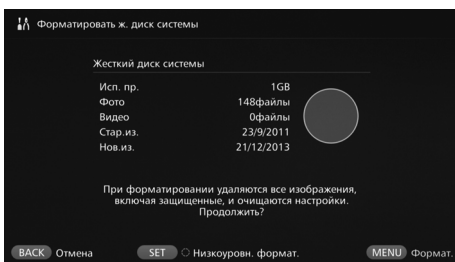 Форматировать ж. диск системы
Жесткий диск системы
Исп. пр. 1GB
Фото 148файлы
Видео 0файлы
Стар.из. 23/9/2011
Нов.из. 21/12/2013
При форматировании удаляются все изображения,
включая защищенные, и очищаются настройки.
Продолжить?
BACK Отмена SET Низкоуровн. формат. MENU Формат.